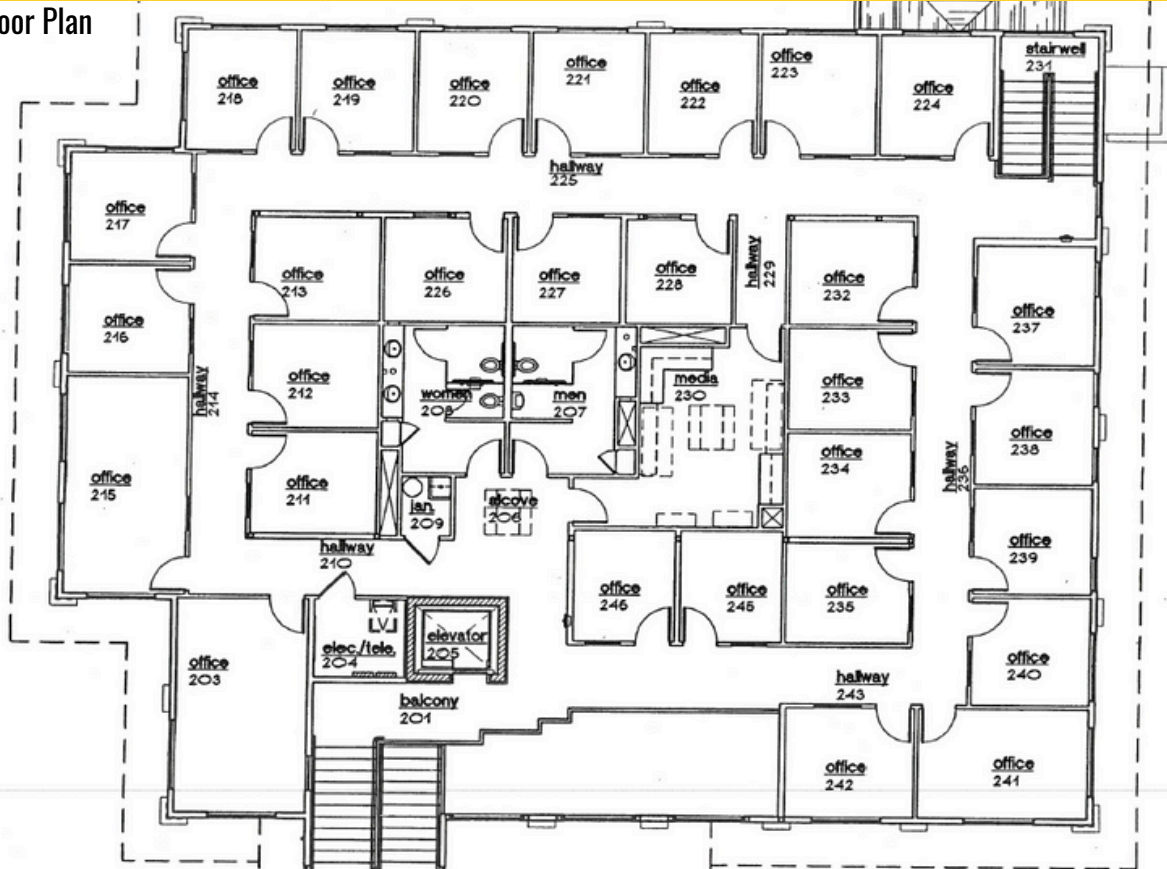 oor Plan
office
218
office
219
office
220
office
221
office
222
office
223
office
224
stairwell
231
hallway
225
office
217
office
213
office
226
office
227
office
228
hallway
229
office
232
office
237
office
216
office
212
women
208
men
207
media
230
office
233
hallway
214
office
238
office
215
office
211
jan.
209
alcove
206
office
234
hallway
236
hallway
210
office
239
office
246
office
245
office
235
office
203
elec./tele.
204
elevator
205
office
240
balcony
201
hallway
243
office
242
office
241